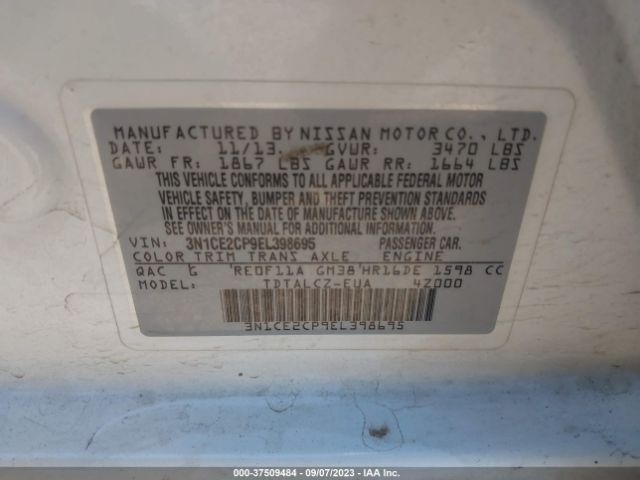 MANUFACTURED BY NISSAN MOTOR CO., LTD.
DATE: 11/13 GVWR: 3470 LBS
GAWR FR: 1867 LBS GAWR RR: 1664 LBS
THIS VEHICLE CONFORMS TO ALL APPLICABLE FEDERAL MOTOR
VEHICLE SAFETY, BUMPER AND THEFT PREVENTION STANDARDS
IN EFFECT ON THE DATE OF MANUFACTURE SHOWN ABOVE.
SEE OWNER'S MANUAL FOR ADDITIONAL INFORMATION.
VIN: 3N1CE2CP9EL398695 PASSENGER CAR.
COLOR TRIM TRANS AXLE ENGINE
QAC G RE0F11A GM38 HR16DE 1598 CC
MODEL: TDTALCZ-EUA 4Z000
3N1CE2CP9EL398695
000-37509484 - 09/07/2023 - IAA Inc.